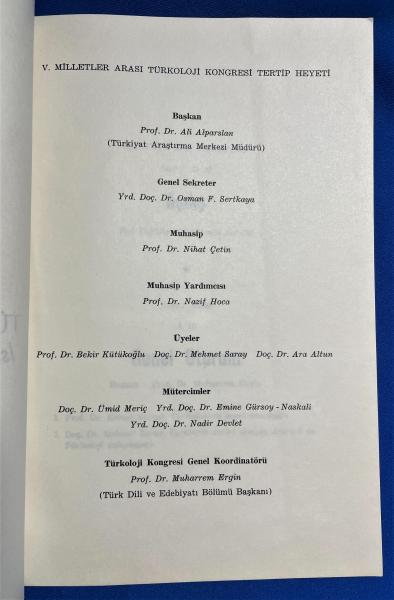 V. MİLLETLER ARASI TÜRKOLOJİ KONGRESİ TERTİP HEYETİ
Başkan
Prof. Dr. Ali Alparslan
(Türkiyat Araştırma Merkezi Müdürü)
Genel Sekreter
Yrd. Doç. Dr. Osman F. Sertkaya
Muhasip
Prof. Dr. Nihat Çetin
Muhasip Yardımcısı
Prof. Dr. Nazif Hoca
Üyeler
Prof. Dr. Bekir Kütükoğlu Doç. Dr. Mehmet Saray Doç. Dr. Ara Altun
Mütercimler
Doç. Dr. Ümid Meriç Yrd. Doç. Dr. Emine Gürsoy - Naskali
Yrd. Doç. Dr. Nadir Devlet
Türkoloji Kongresi Genel Koordinatörü
Prof. Dr. Muharrem Ergin
(Türk Dili ve Edebiyatı Bölümü Başkanı)